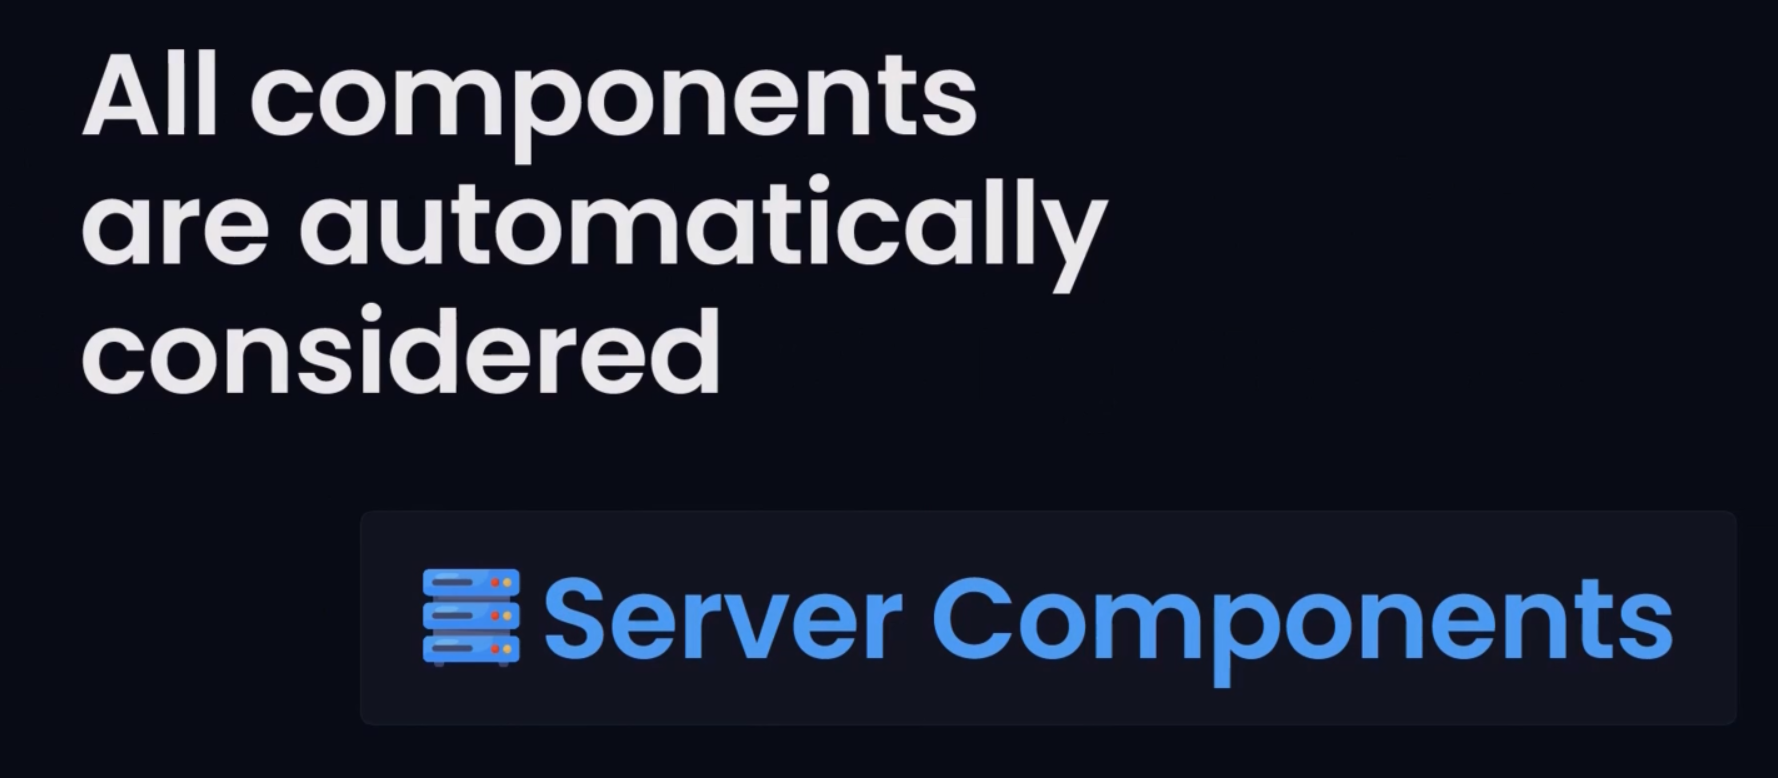 All components
are automatically
considered
Server Components